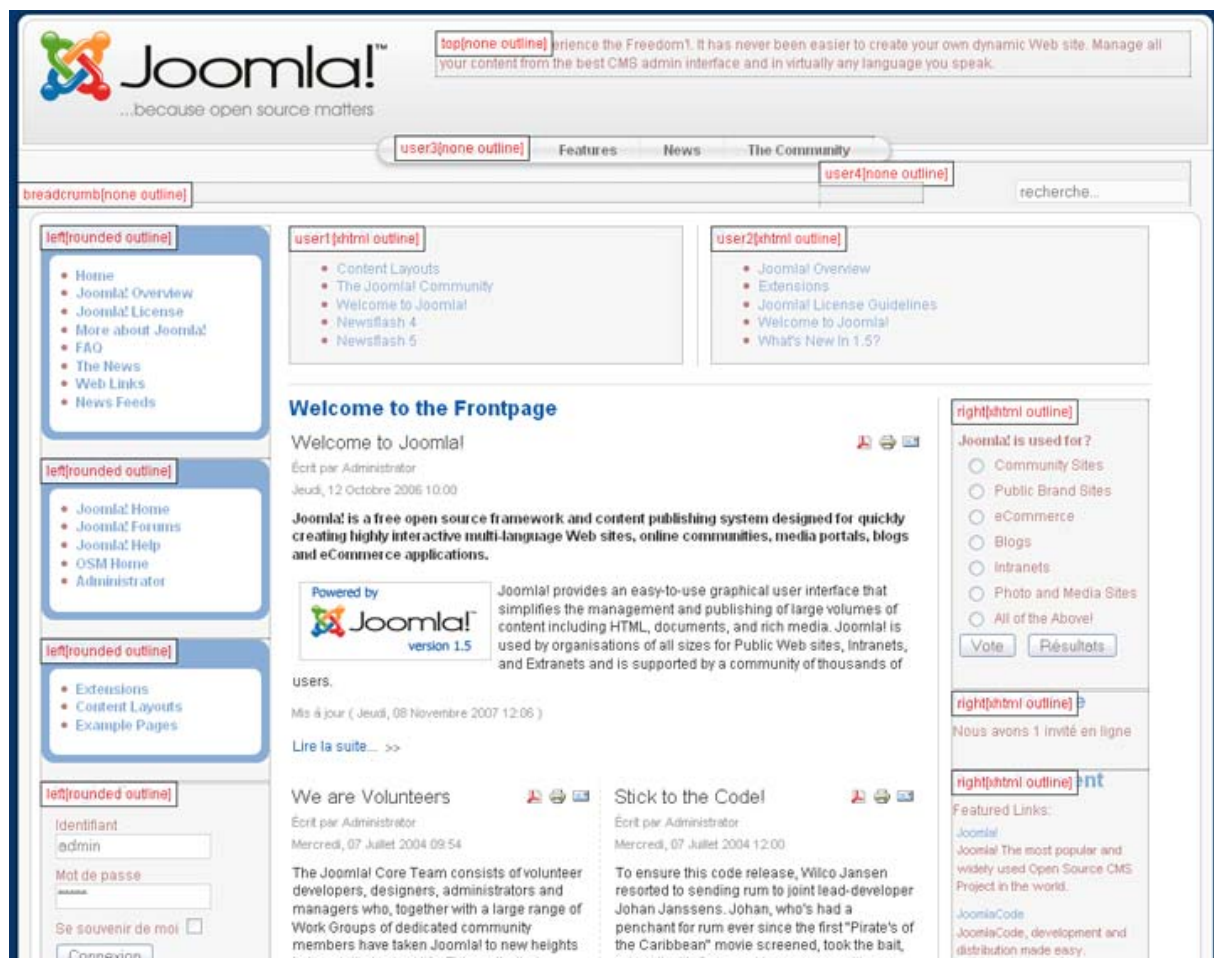 Joomla!™
...because open source matters
top[none outline] erience the Freedom'!. It has never been easier to create your own dynamic Web site. Manage all
your content from the best CMS admin interface and in virtually any language you speak.
user3[none outline] Features News The Community
user4[none outline]
breadcrumb[none outline]
recherche...
left[rounded outline]
Home
Joomla! Overview
Joomla! License
More about Joomla!
FAQ
The News
Web Links
News Feeds
left[rounded outline]
Joomla! Home
Joomla! Forums
Joomla! Help
OSM Home
Administrator
left[rounded outline]
Extensions
Content Layouts
Example Pages
left[rounded outline]
Identifiant
admin
Mot de passe
Se souvenir de moi
Connexion
user1[xhtml outline]
Content Layouts
The Joomla! Community
Welcome to Joomla!
Newsflash 4
Newsflash 5
user2[xhtml outline]
Joomla! Overview
Extensions
Joomla! License Guidelines
Welcome to Joomla!
What's New In 1.5?
Welcome to the Frontpage
Welcome to Joomla!
Écrit par Administrator
Jeudi, 12 Octobre 2006 10:00
Joomla! is a free open source framework and content publishing system designed for quickly
creating highly interactive multi-language Web sites, online communities, media portals, blogs
and eCommerce applications.
Powered by
Joomla!™
version 1.5
Joomla! provides an easy-to-use graphical user interface that
simplifies the management and publishing of large volumes of
content including HTML, documents, and rich media. Joomla! is
used by organisations of all sizes for Public Web sites, Intranets,
and Extranets and is supported by a community of thousands of
users.
Mis à jour ( Jeudi, 08 Novembre 2007 12:06 )
Lire la suite... >>
We are Volunteers
Écrit par Administrator
Mercredi, 07 Juillet 2004 09:54
The Joomla! Core Team consists of volunteer
developers, designers, administrators and
managers who, together with a large range of
Work Groups of dedicated community
members have taken Joomla! to new heights
Stick to the Code!
Écrit par Administrator
Mercredi, 07 Juillet 2004 12:00
To ensure this code release, Wilco Jansen
resorted to sending rum to joint lead-developer
Johan Janssens. Johan, who's had a
penchant for rum ever since the first "Pirate's of
the Caribbean" movie screened, took the bait,
right[xhtml outline]
Joomla! is used for?
Community Sites
Public Brand Sites
eCommerce
Blogs
Intranets
Photo and Media Sites
All of the Above!
Vote Résultats
right[xhtml outline] e
Nous avons 1 invité en ligne
right[xhtml outline] ent
Featured Links:
Joomla!
Joomla! The most popular and
widely used Open Source CMS
Project in the world.
JoomlaCode
JoomlaCode, development and
distribution made easy.